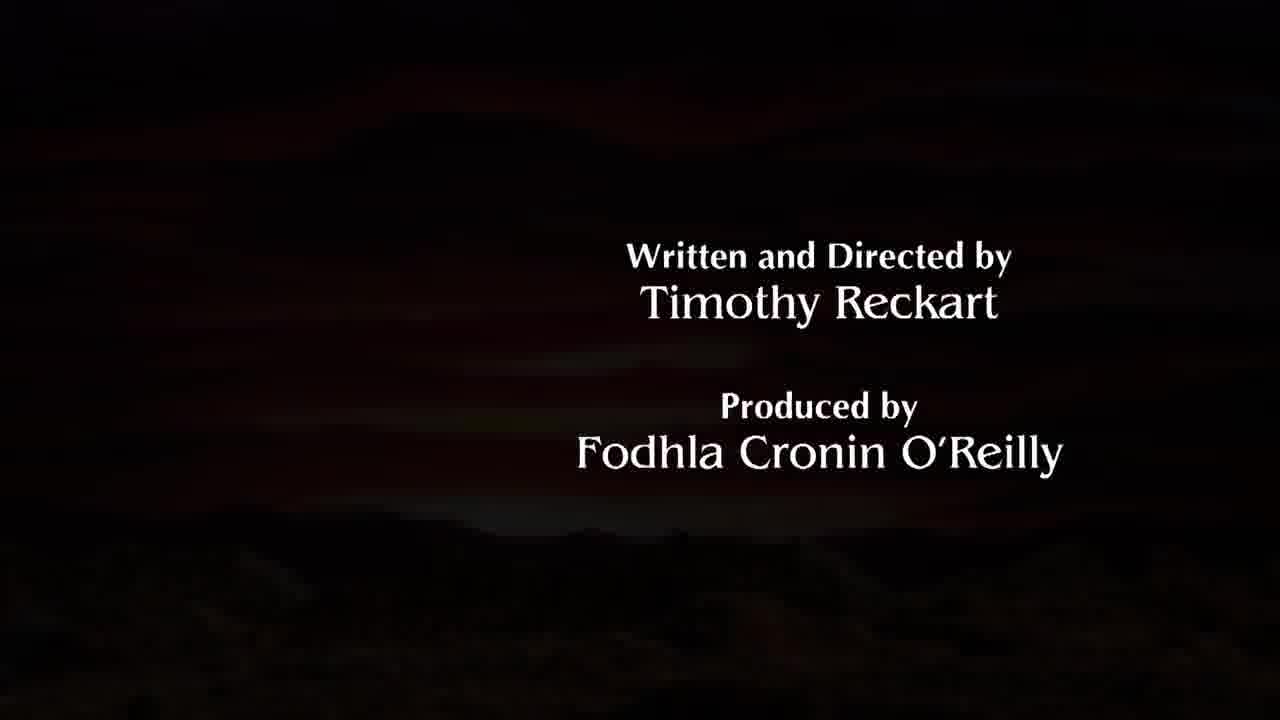 Written and Directed by
Timothy Reckart
Produced by
Fodhla Cronin O'Reilly